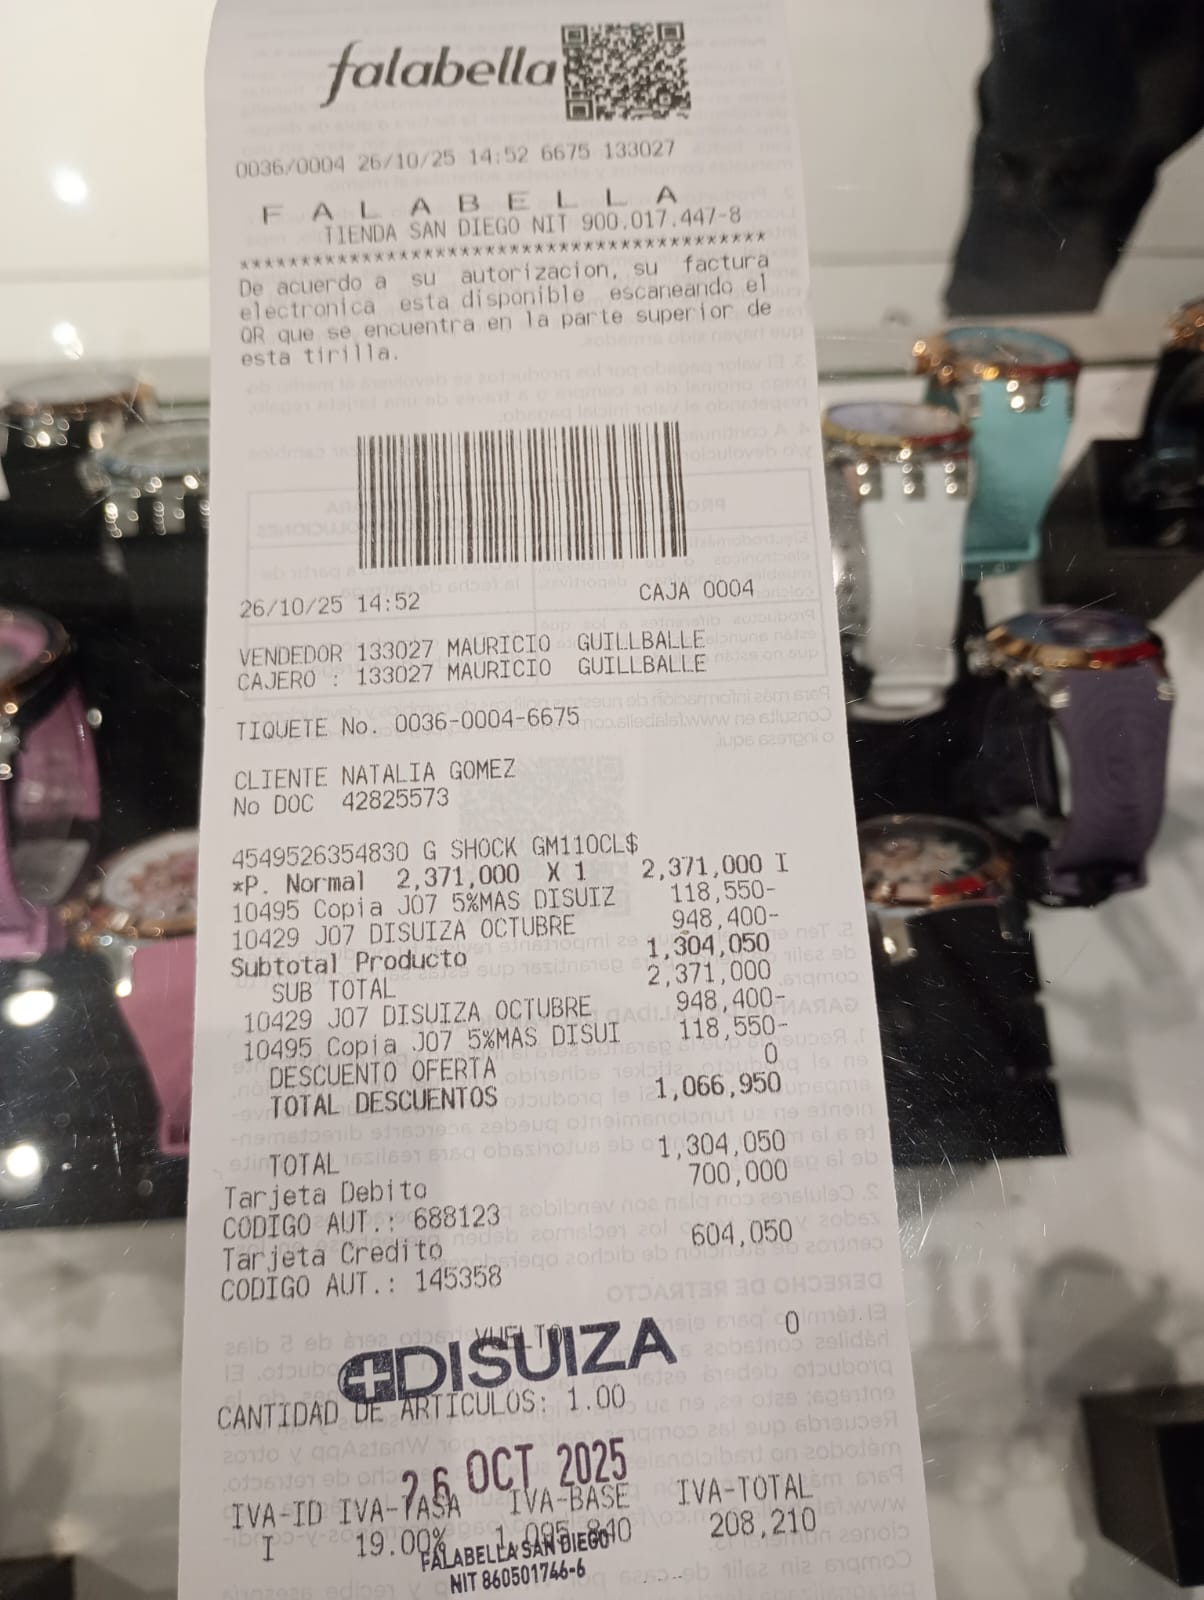 falabella
0036/0004 26/10/25 14:52 6675 133027
F A L A B E L L A
TIENDA SAN DIEGO NIT 900.017.447-8
*******************************************
De acuerdo a su autorizacion, su factura
electronica esta disponible escaneando el
QR que se encuentra en la parte superior de
esta tirilla.
26/10/25 14:52 CAJA 0004
VENDEDOR 133027 MAURICIO GUILLBALLE
CAJERO : 133027 MAURICIO GUILLBALLE
TIQUETE No. 0036-0004-6675
CLIENTE NATALIA GOMEZ
No DOC 42825573
4549526354830 G SHOCK GM110CL$
*P. Normal 2,371,000 X 1 2,371,000 I
10495 Copia J07 5%MAS DISUIZ 118,550-
10429 J07 DISUIZA OCTUBRE 948,400-
Subtotal Producto 1,304,050
SUB TOTAL 2,371,000
10429 J07 DISUIZA OCTUBRE 948,400-
10495 Copia J07 5%MAS DISUI 118,550-
DESCUENTO OFERTA 0
TOTAL DESCUENTOS 1,066,950
TOTAL 1,304,050
Tarjeta Debito 700,000
CODIGO AUT.: 688123
Tarjeta Credito 604,050
CODIGO AUT.: 145358
VUELTO 0
DISUIZA
CANTIDAD DE ARTICULOS: 1.00
26 OCT 2025
IVA-ID IVA-TASA IVA-BASE IVA-TOTAL
I 19.00% 1,095,840 208,210
FALABELLA SAN DIEGO
NIT 860501746-6